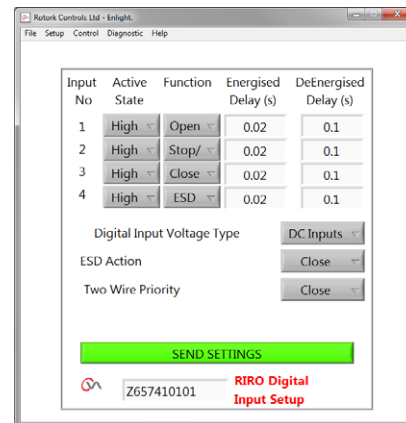 Rotork Controls Ltd - Enlight.
File Setup Control Diagnostic Help
Input No Active State Function Energised Delay (s) DeEnergised Delay (s)
1 High Open 0.02 0.1
2 High Stop/ 0.02 0.1
3 High Close 0.02 0.1
4 High ESD 0.02 0.1
Digital Input Voltage Type DC Inputs
ESD Action Close
Two Wire Priority Close
SEND SETTINGS
Z657410101 RIRO Digital
Input Setup